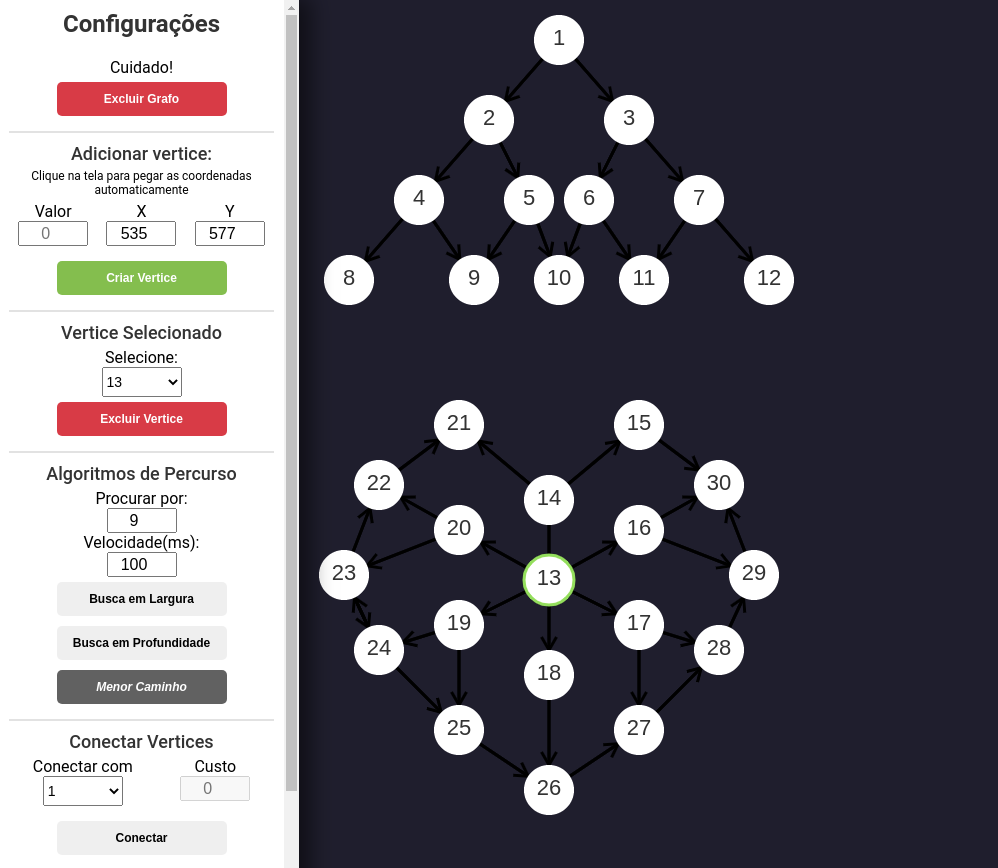 Configurações
Cuidado!
Excluir Grafo
Adicionar vertice:
Clique na tela para pegar as coordenadas
automaticamente
Valor X Y
0 535 577
Criar Vertice
Vertice Selecionado
Selecione:
13
Excluir Vertice
Algoritmos de Percurso
Procurar por:
9
Velocidade(ms):
100
Busca em Largura
Busca em Profundidade
Menor Caminho
Conectar Vertices
Conectar com Custo
1 0
Conectar
1
2 3
4 5 6 7
8 9 10 11 12
21 15
22 14 30
20 16
23 13 29
19 17
24 18 28
25 27
26